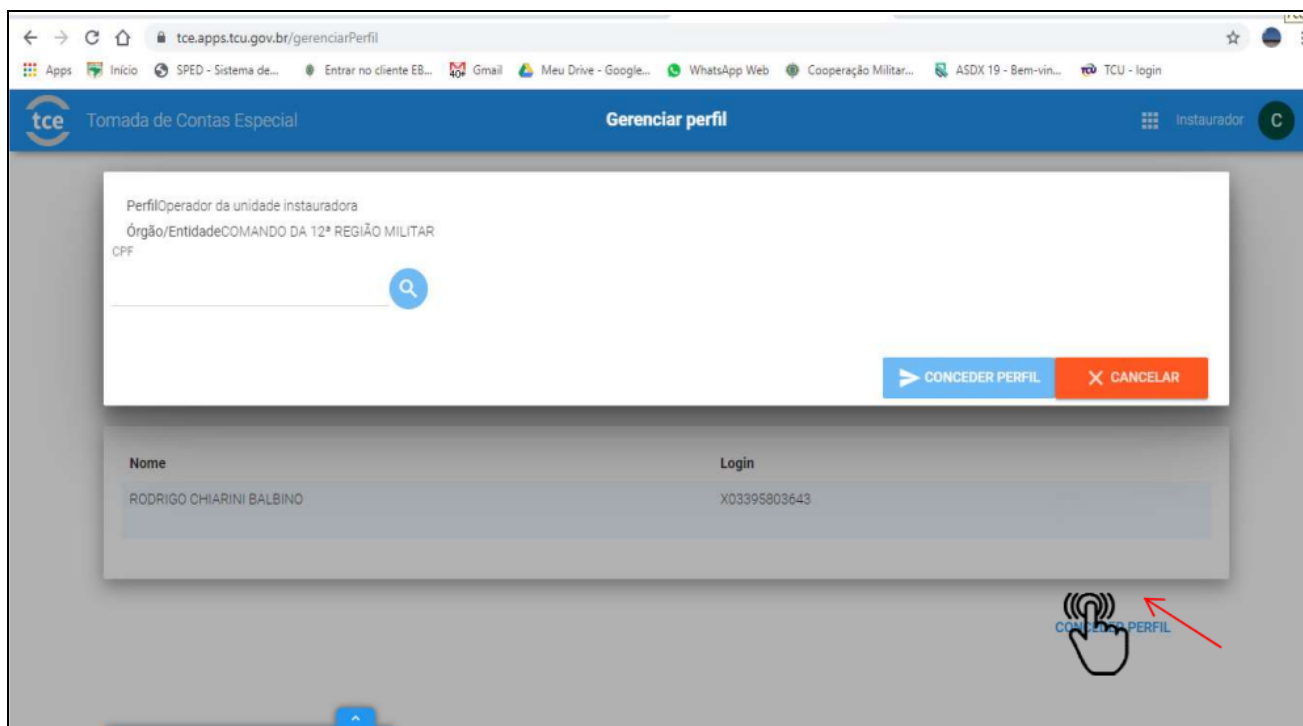 tce.apps.tcu.gov.br/gerenciarPerfil
Apps Início SPED - Sistema de... Entrar no cliente EB... 40+ Gmail Meu Drive - Google... WhatsApp Web Cooperação Militar... ASDX 19 - Bem-vin... TCU TCU - login
tce Tomada de Contas Especial Gerenciar perfil Instaurador C
PerfilOperador da unidade instauradora
Órgão/EntidadeCOMANDO DA 12ª REGIÃO MILITAR
CPF
CONCEDER PERFIL CANCELAR
Nome Login
RODRIGO CHIARINI BALBINO X03395803643
CONCEDER PERFIL